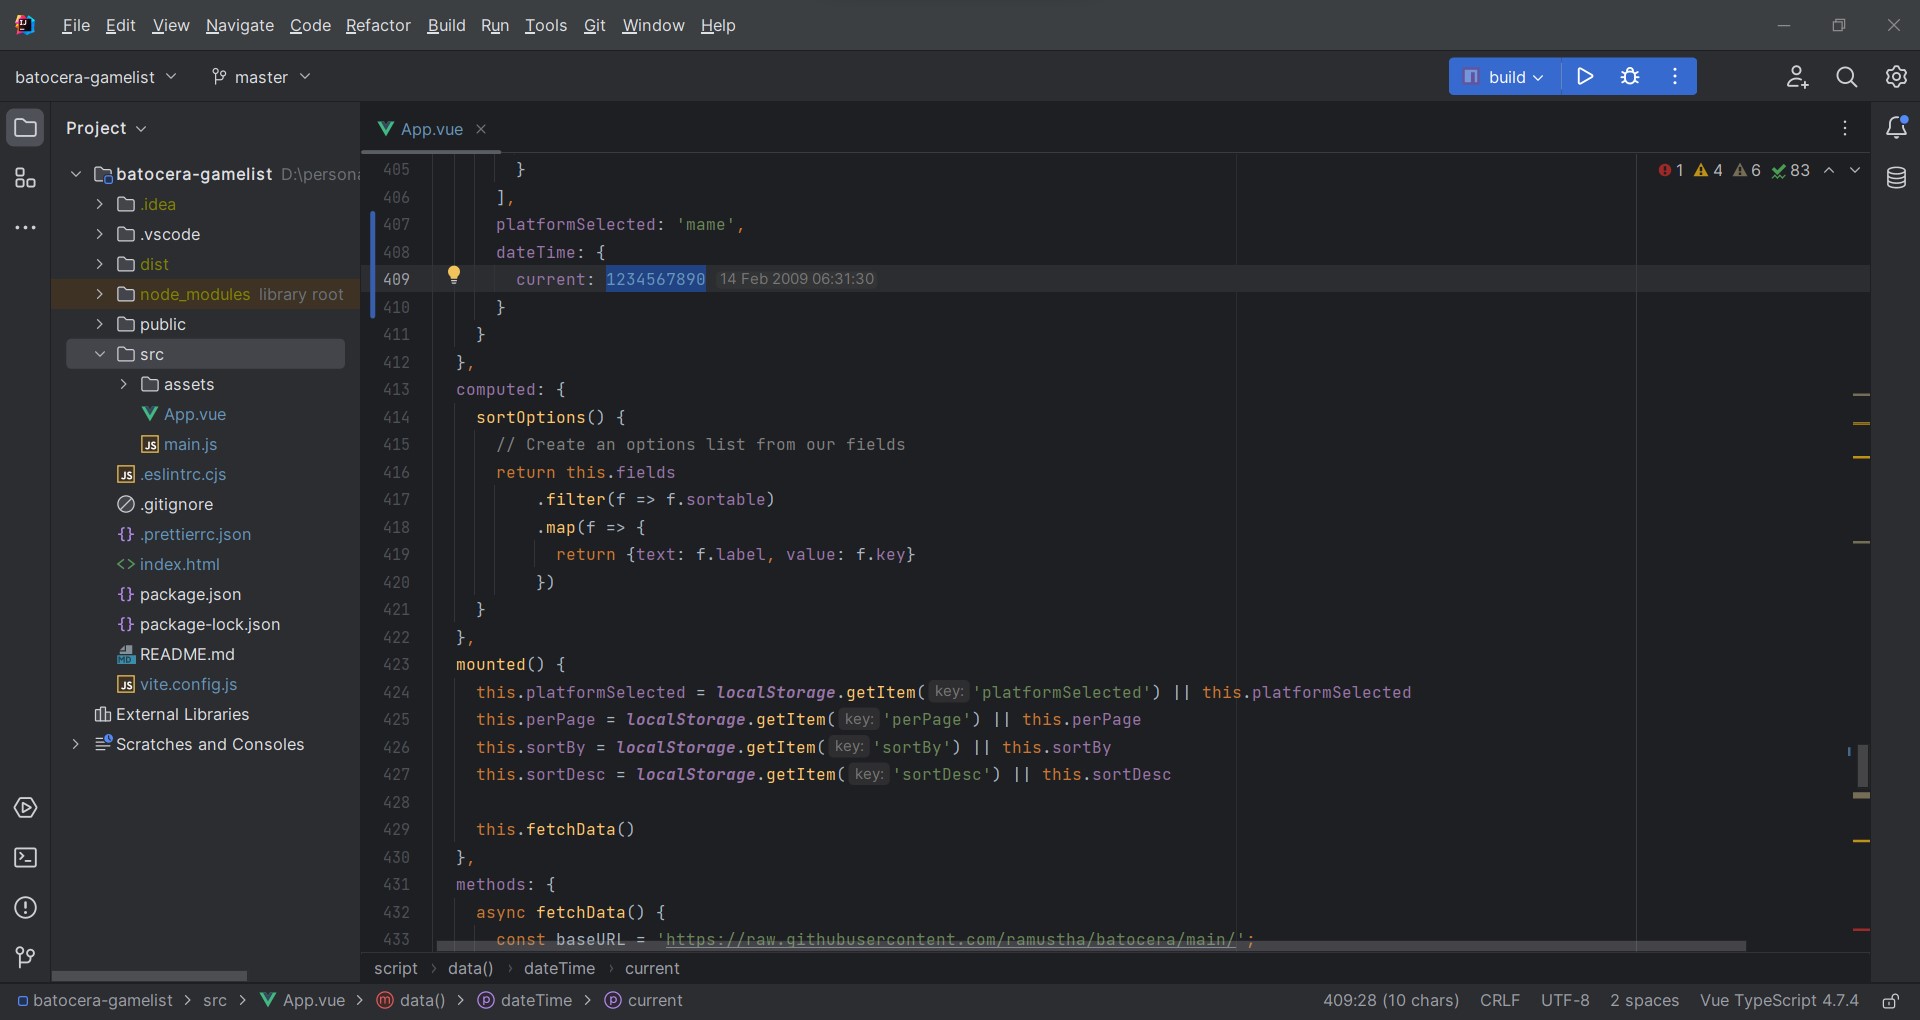 File Edit View Navigate Code Refactor Build Run Tools Git Window Help
batocera-gamelist master build
Project
App.vue
batocera-gamelist D:\persona
.idea
.vscode
dist
node_modules library root
public
src
assets
App.vue
main.js
.eslintrc.cjs
.gitignore
.prettierrc.json
index.html
package.json
package-lock.json
README.md
vite.config.js
External Libraries
Scratches and Consoles
1 4 6 83
405 }
406 ],
407 platformSelected: 'mame',
408 dateTime: {
409 current: 1234567890 14 Feb 2009 06:31:30
410 }
411 }
412 },
413 computed: {
414 sortOptions() {
415 // Create an options list from our fields
416 return this.fields
417 .filter(f => f.sortable)
418 .map(f => {
419 return {text: f.label, value: f.key}
420 })
421 }
422 },
423 mounted() {
424 this.platformSelected = localStorage.getItem( key: 'platformSelected') || this.platformSelected
425 this.perPage = localStorage.getItem( key: 'perPage') || this.perPage
426 this.sortBy = localStorage.getItem( key: 'sortBy') || this.sortBy
427 this.sortDesc = localStorage.getItem( key: 'sortDesc') || this.sortDesc
428
429 this.fetchData()
430 },
431 methods: {
432 async fetchData() {
433 const baseURL = 'https://raw.githubusercontent.com/ramustha/batocera/main/';
script › data() › dateTime › current
batocera-gamelist > src > App.vue > data() > dateTime > current
409:28 (10 chars) CRLF UTF-8 2 spaces Vue TypeScript 4.7.4